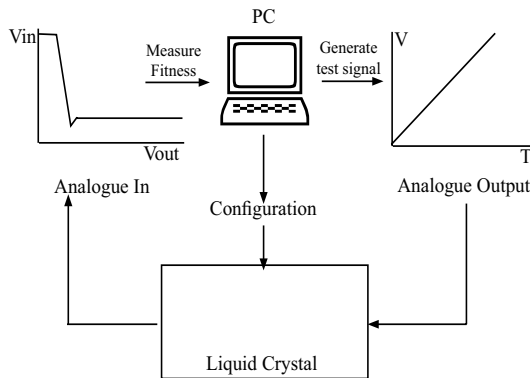 PC
Vin
Measure
Fitness
Generate
test signal
V
Vout
T
Analogue In
Analogue Output
Configuration
Liquid Crystal